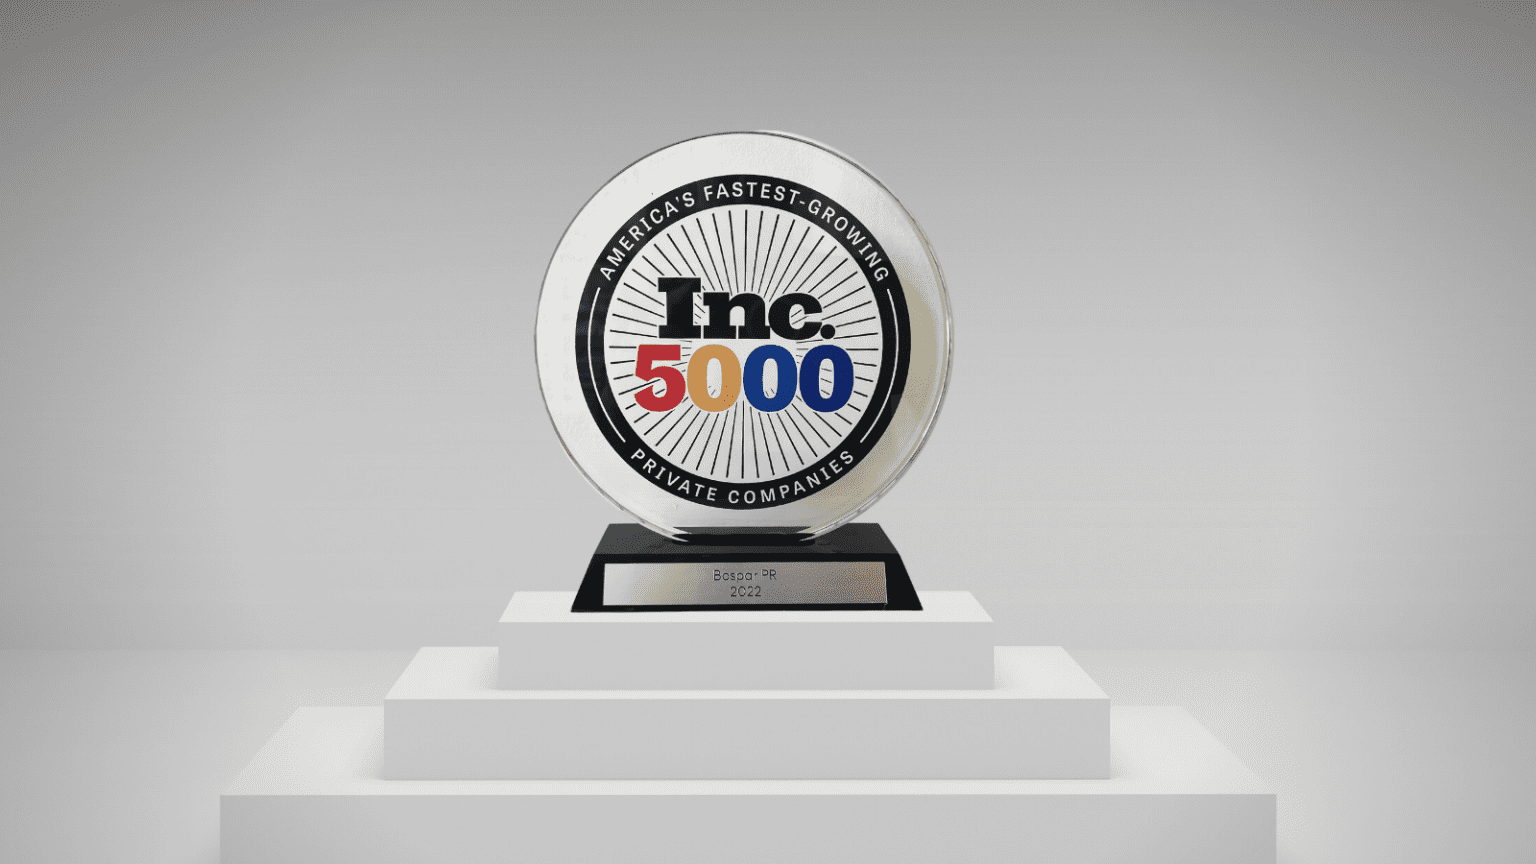 AMERICA'S FASTEST-GROWING
Inc.
5000
PRIVATE COMPANIES
Bospar PR
2022